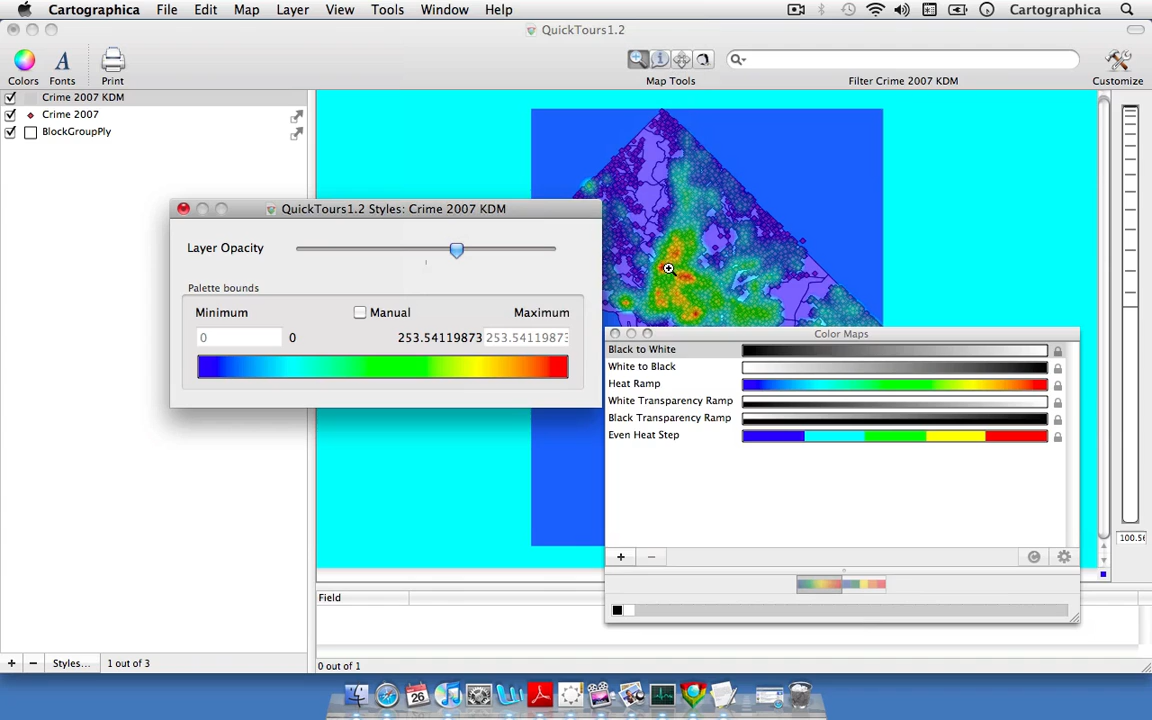 Cartographica File Edit Map Layer View Tools Window Help Cartographica
QuickTours1.2
Colors Fonts Print Map Tools Filter Crime 2007 KDM Customize
Crime 2007 KDM
Crime 2007
BlockGroupPly
QuickTours1.2 Styles: Crime 2007 KDM
Layer Opacity
Palette bounds
Minimum Manual Maximum
0 0 253.54119873 253.54119873
Color Maps
Black to White
White to Black
Heat Ramp
White Transparency Ramp
Black Transparency Ramp
Even Heat Step
Field
+ − Styles... 1 out of 3
0 out of 1
26